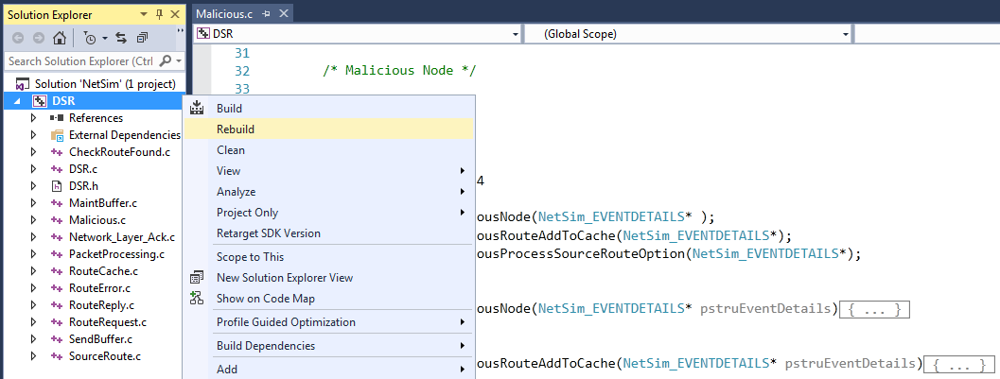 Solution Explorer
Search Solution Explorer (Ctrl
Solution 'NetSim' (1 project)
DSR
References
External Dependencies
CheckRouteFound.c
DSR.c
DSR.h
MaintBuffer.c
Malicious.c
Network_Layer_Ack.c
PacketProcessing.c
RouteCache.c
RouteError.c
RouteReply.c
RouteRequest.c
SendBuffer.c
SourceRoute.c
Build
Rebuild
Clean
View
Analyze
Project Only
Retarget SDK Version
Scope to This
New Solution Explorer View
Show on Code Map
Profile Guided Optimization
Build Dependencies
Add
Malicious.c
DSR
(Global Scope)
31
32 /* Malicious Node */
33
4
ousNode(NetSim_EVENTDETAILS* );
ousRouteAddToCache(NetSim_EVENTDETAILS*);
ousProcessSourceRouteOption(NetSim_EVENTDETAILS*);
ousNode(NetSim_EVENTDETAILS* pstruEventDetails){ ... }
ousRouteAddToCache(NetSim_EVENTDETAILS* pstruEventDetails){ ... }